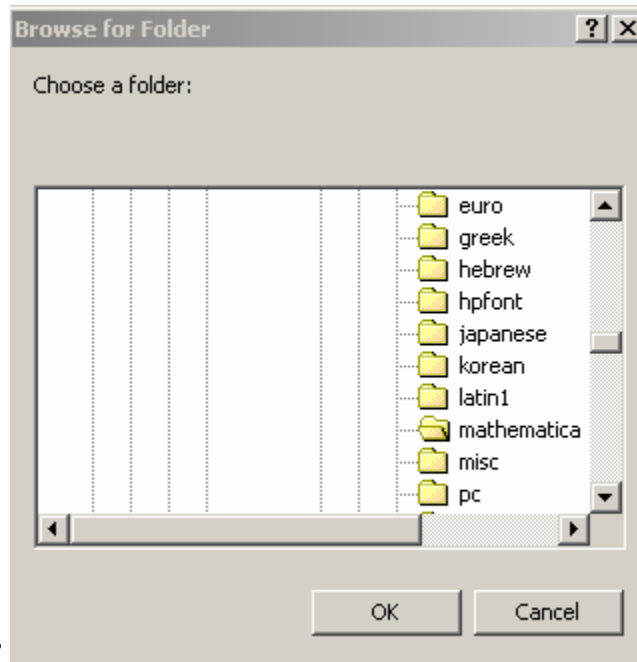 Browse for Folder
Choose a folder:
euro
greek
hebrew
hpfont
japanese
korean
latin1
mathematica
misc
pc
OK Cancel